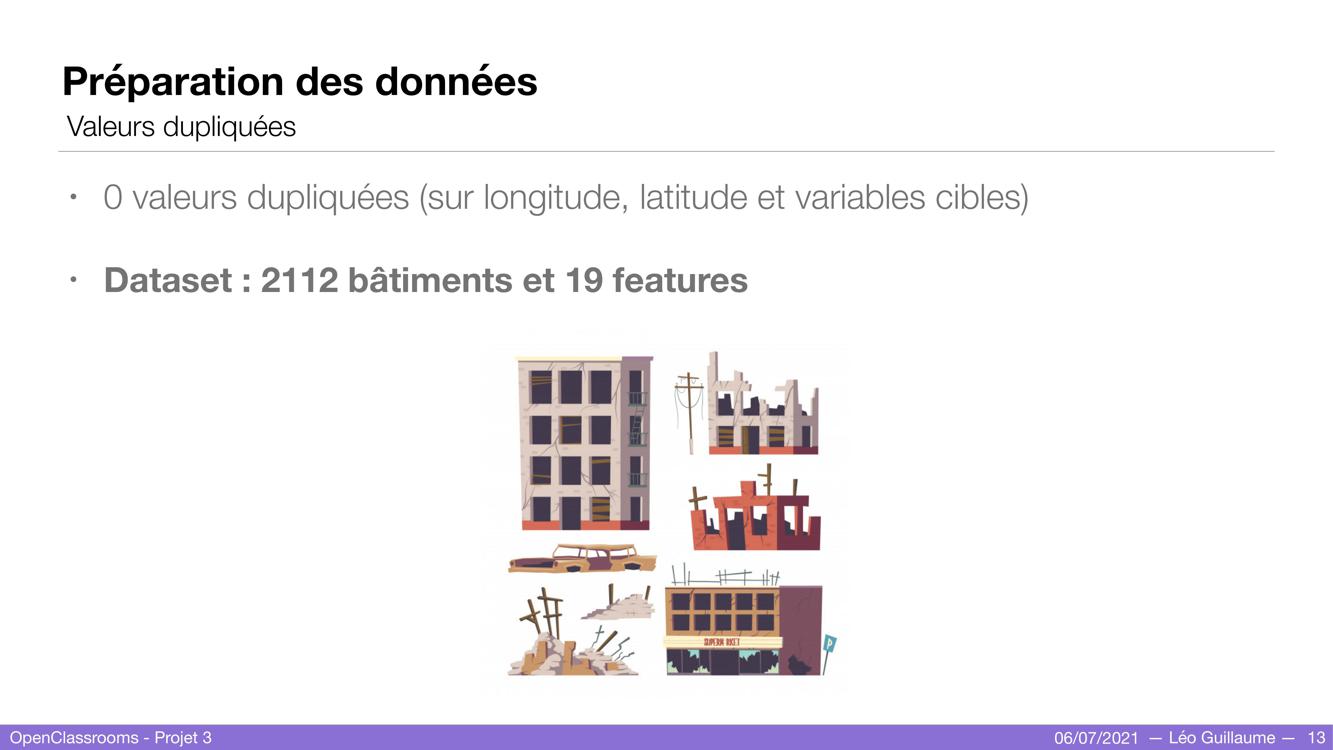 Préparation des données
Valeurs dupliquées
• 0 valeurs dupliquées (sur longitude, latitude et variables cibles)
• Dataset : 2112 bâtiments et 19 features
SUPERM RKET
P
OpenClassrooms - Projet 3
06/07/2021 — Léo Guillaume — 13